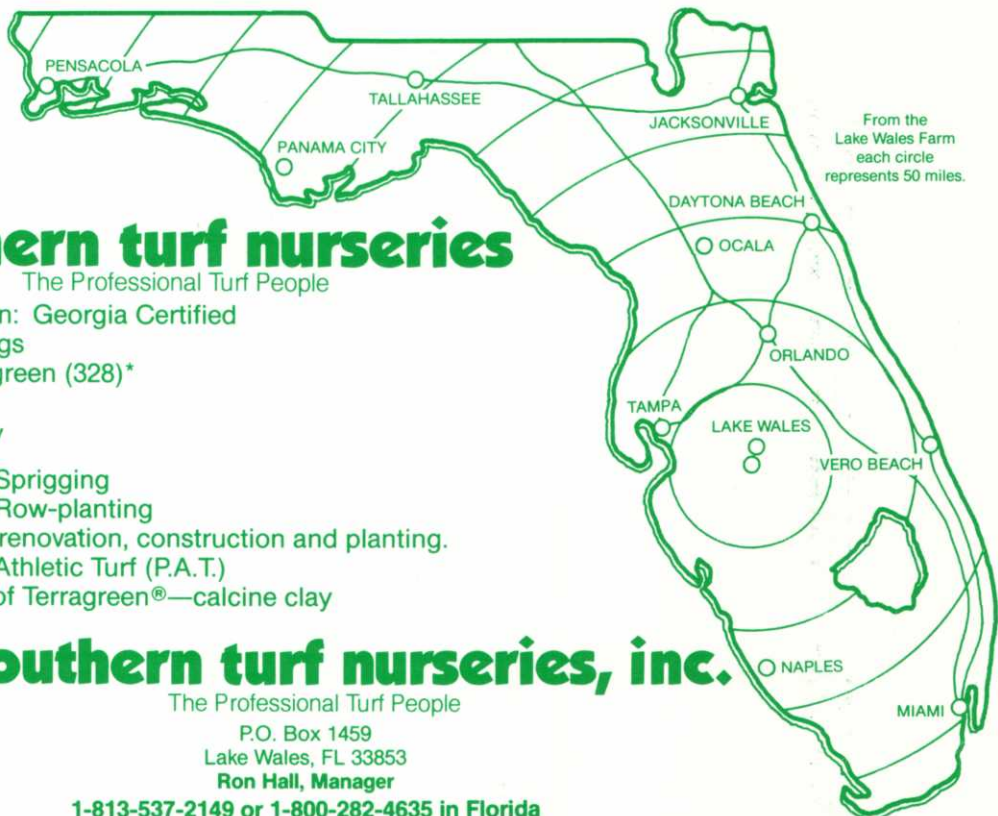 PENSACOLA
TALLAHASSEE
PANAMA CITY
JACKSONVILLE
From the
Lake Wales Farm
each circle
represents 50 miles.
DAYTONA BEACH
OCALA
ORLANDO
TAMPA
LAKE WALES
VERO BEACH
NAPLES
MIAMI
ern turf nurseries
The Professional Turf People
n: Georgia Certified
gs
green (328)*
Sprigging
Row-planting
renovation, construction and planting.
Athletic Turf (P.A.T.)
of Terragreen®—calcine clay
outhern turf nurseries, inc.
The Professional Turf People
P.O. Box 1459
Lake Wales, FL 33853
Ron Hall, Manager
1-813-537-2149 or 1-800-282-4635 in Florida